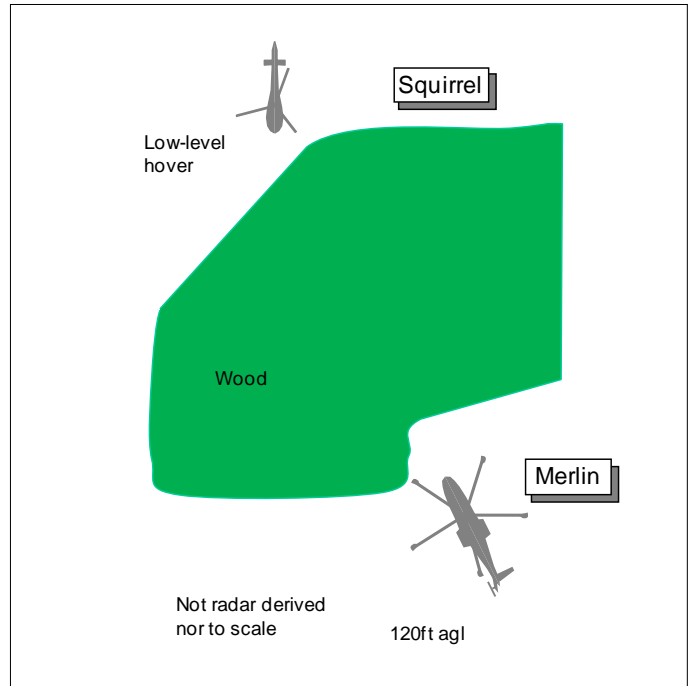 Squirrel
Low-level
hover
Wood
Merlin
Not radar derived
nor to scale
120ft agl